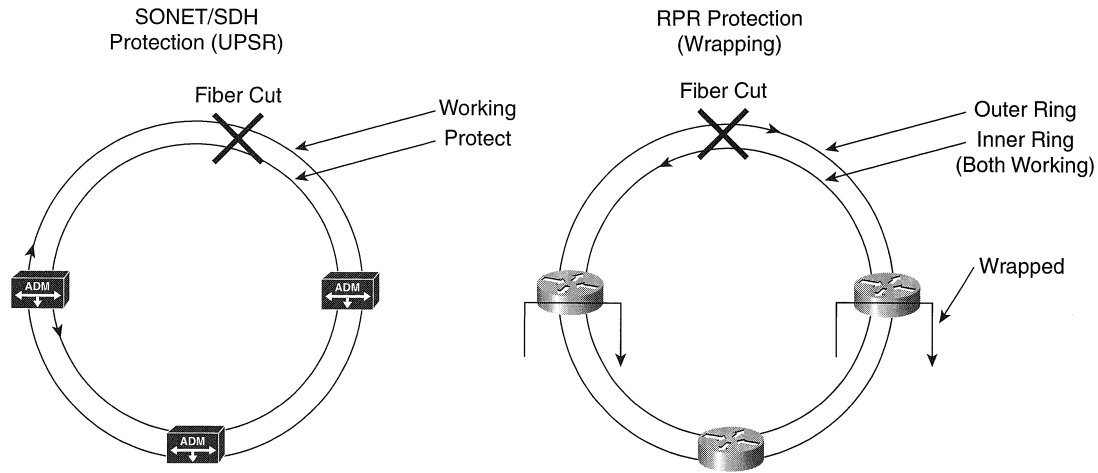 SONET/SDH
Protection (UPSR)
Fiber Cut
Working
Protect
ADM
ADM
ADM
RPR Protection
(Wrapping)
Fiber Cut
Outer Ring
Inner Ring
(Both Working)
Wrapped